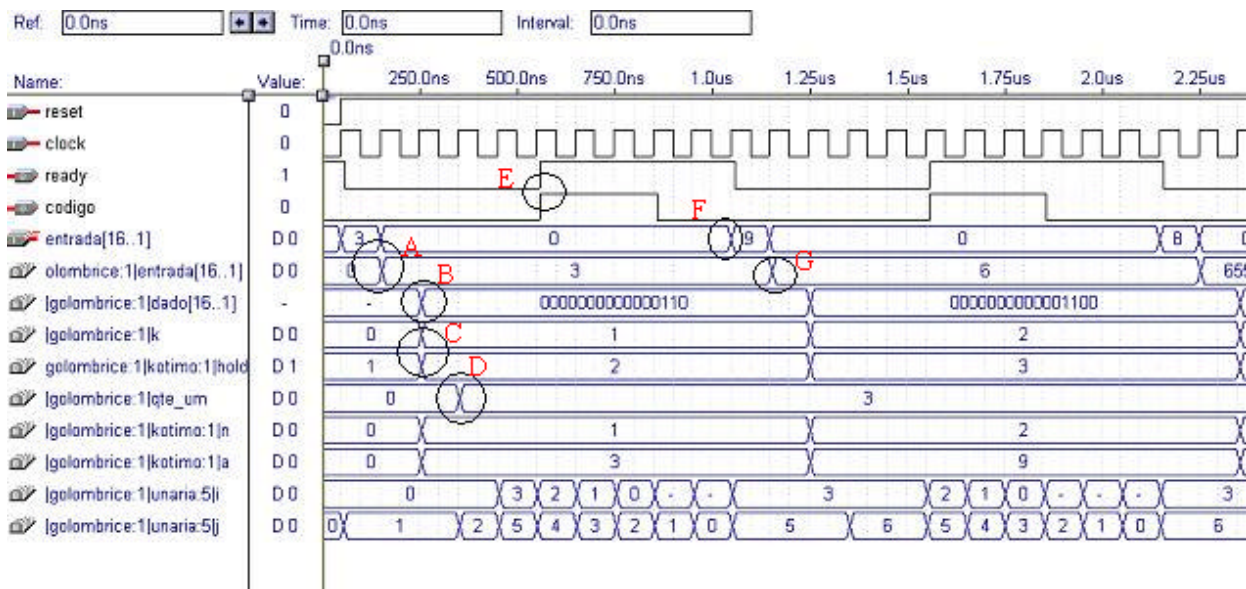 Ref: 0.0ns Time: 0.0ns Interval: 0.0ns
0.0ns
Name: Value: 250.0ns 500.0ns 750.0ns 1.0us 1.25us 1.5us 1.75us 2.0us 2.25us
reset 0
clock 0
ready 1
E
codigo 0
F
entrada[16..1] D 0 3 0 9 0 8 0
A
olombrice:1|entrada[16..1] D 0 0 3 6 655
G
B
|golombrice:1|dado[16..1] - - 0000000000000110 0000000000001100
C
|golombrice:1|k D 0 0 1 2
golombrice:1|kotimo:1|hold D 1 1 2 3
D
|golombrice:1|qte_um D 0 0 3
|golombrice:1|kotimo:1|n D 0 0 1 2
|golombrice:1|kotimo:1|a D 0 0 3 9
|golombrice:1|unaria:5|i D 0 0 3 2 1 0 - - 3 2 1 0 - - - 3
|golombrice:1|unaria:5|j D 0 0 1 2 5 4 3 2 1 0 5 6 5 4 3 2 1 0 6